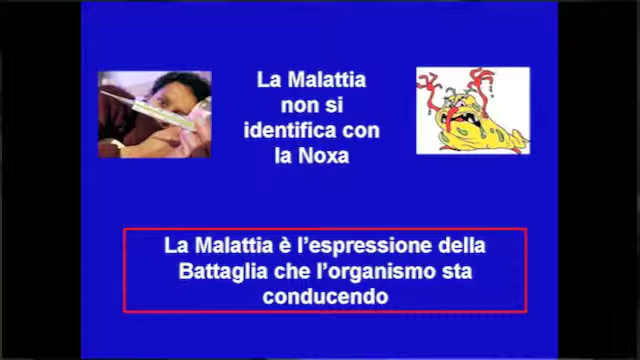 La Malattia
non si
identifica con
la Noxa
La Malattia è l'espressione della
Battaglia che l'organismo sta
conducendo